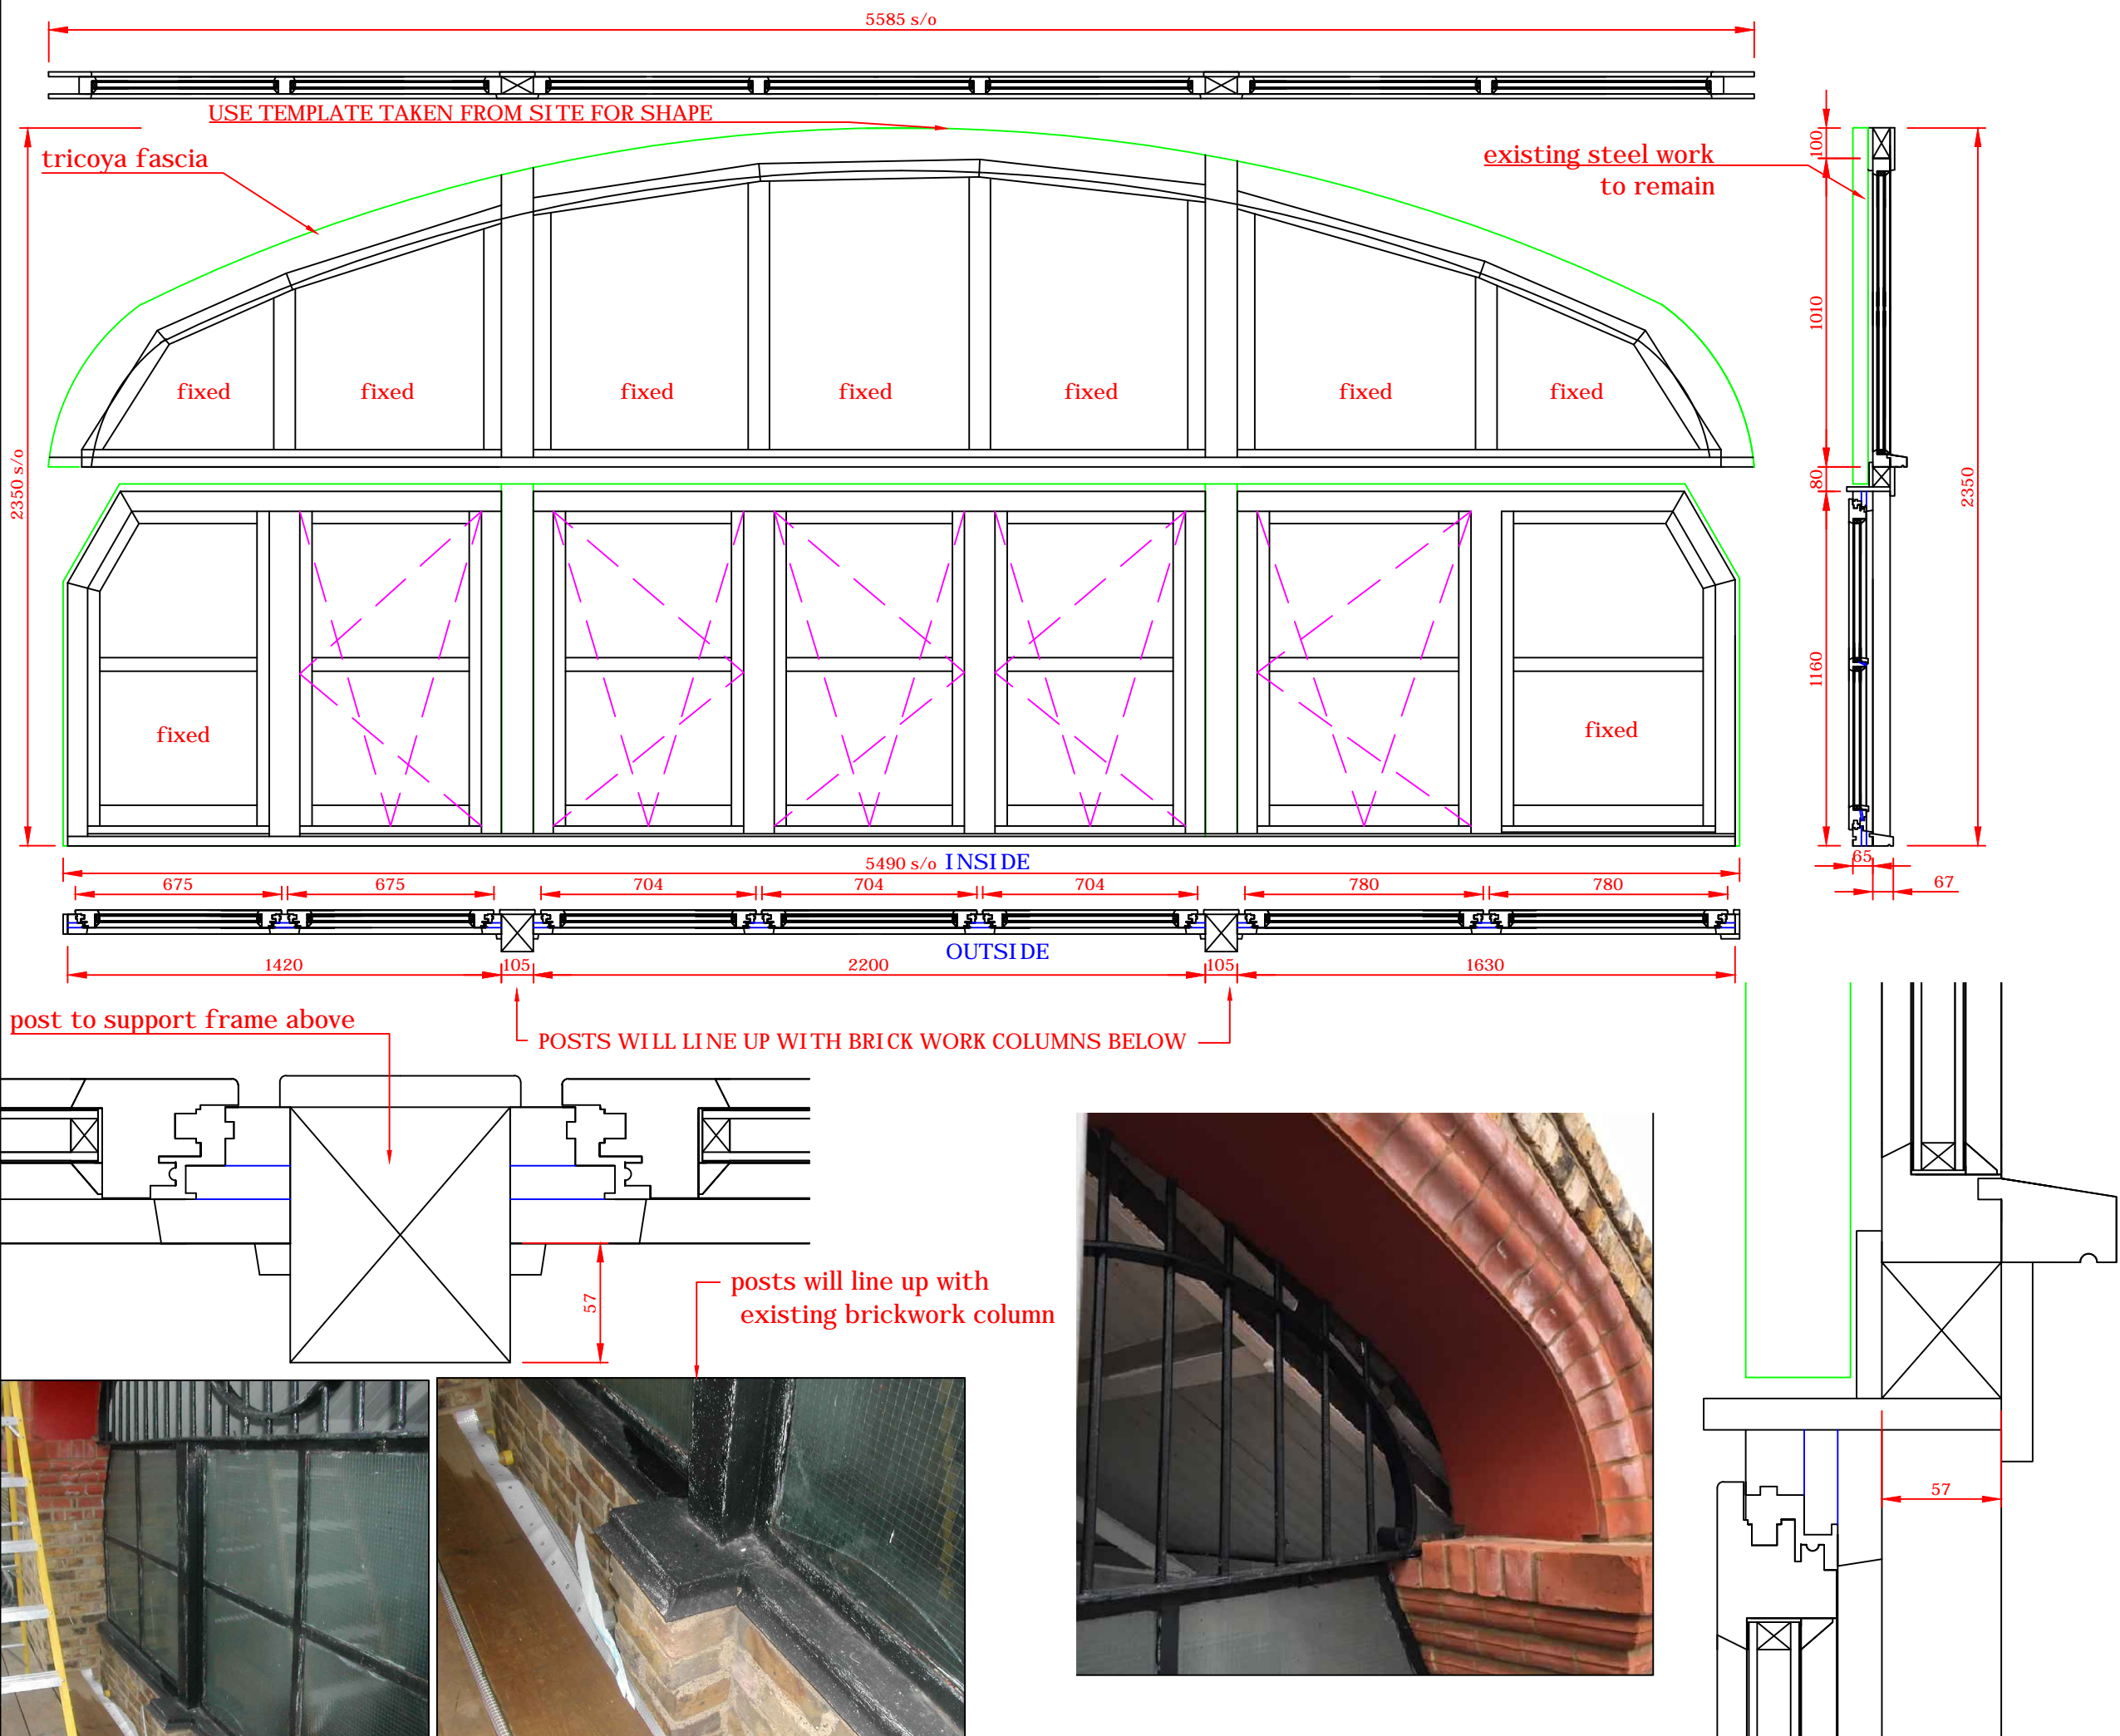 5585 s/o
USE TEMPLATE TAKEN FROM SITE FOR SHAPE
tricoya fascia
existing steel work
to remain
100
1010
80
1160
2350
2350 s/o
fixed
fixed
fixed
fixed
fixed
fixed
fixed
fixed
fixed
65
67
5490 s/o
INSIDE
675
675
704
704
704
780
780
OUTSIDE
1420
105
2200
105
1630
post to support frame above
POSTS WILL LINE UP WITH BRICK WORK COLUMNS BELOW
57
posts will line up with
existing brickwork column
57